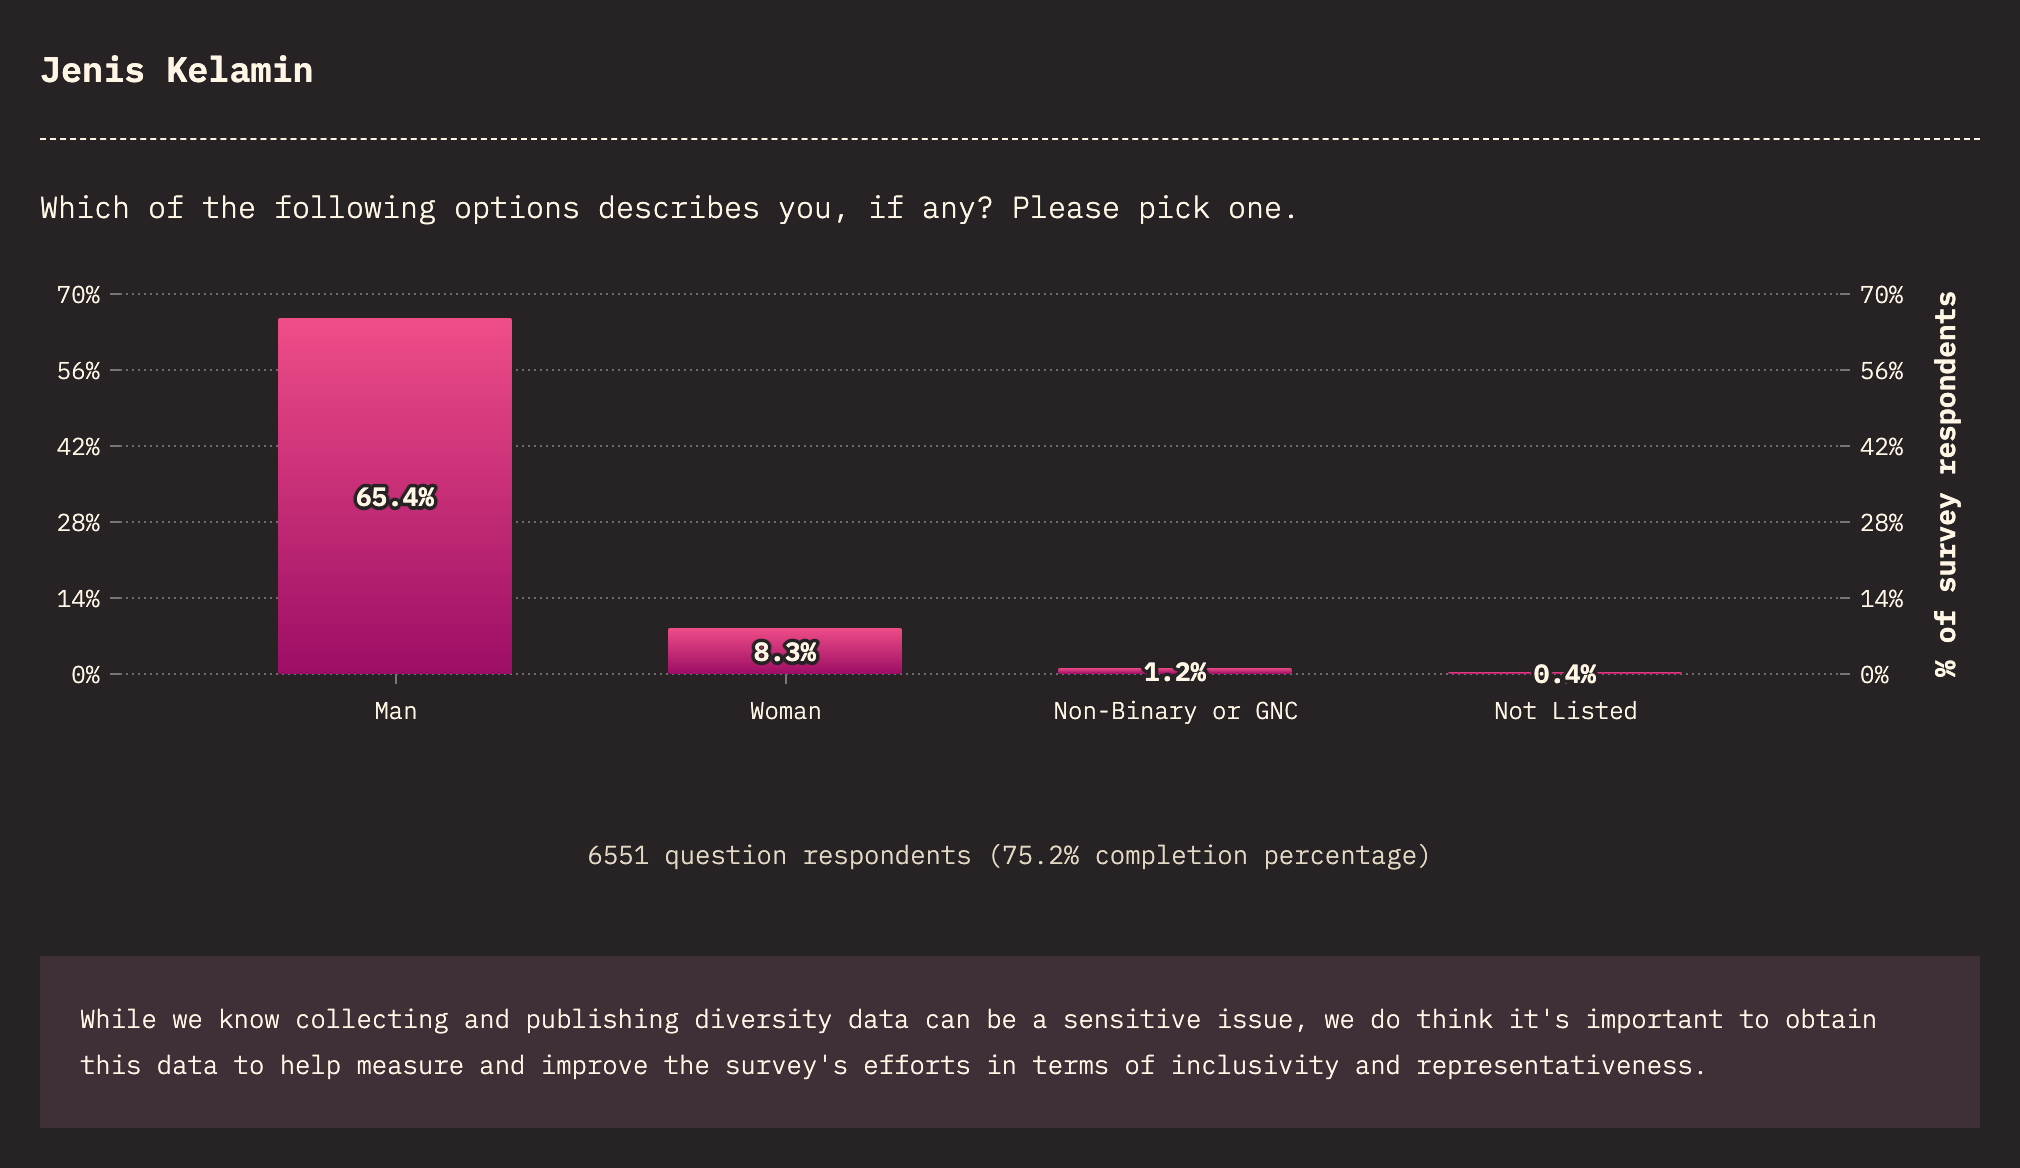 Jenis Kelamin
Which of the following options describes you, if any? Please pick one.
70% 70%
56% 56%
42% 42%
28% 28%
14% 14%
0% 0%
% of survey respondents
65.4% 8.3% 1.2% 0.4%
Man Woman Non-Binary or GNC Not Listed
6551 question respondents (75.2% completion percentage)
While we know collecting and publishing diversity data can be a sensitive issue, we do think it's important to obtain
this data to help measure and improve the survey's efforts in terms of inclusivity and representativeness.